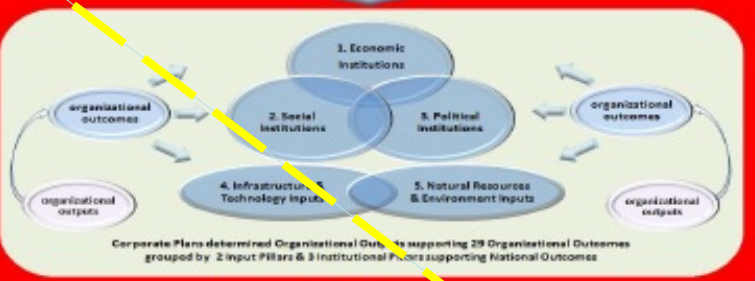 1. Economic
Institutions
organizational
outcomes
2. Social
Institutions
3. Political
Institutions
organizational
outcomes
organizational
outputs
4. Infrastructure &
Technology Inputs
5. Natural Resources
& Environment Inputs
organizational
outputs
Corporate Plans determined Organizational Outputs supporting 29 Organizational Outcomes
grouped by 2 Input Pillars & 3 Institutional Pillars supporting National Outcomes